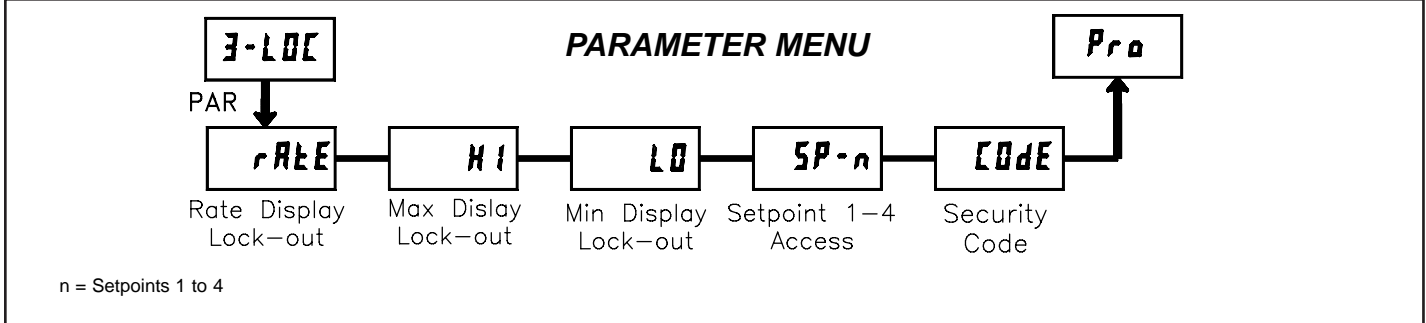 3-LOC
PARAMETER MENU
Pro
PAR
rAtE
HI
LO
SP-n
COdE
Rate Display
Lock-out
Max Dislay
Lock-out
Min Display
Lock-out
Setpoint 1-4
Access
Security
Code
n = Setpoints 1 to 4